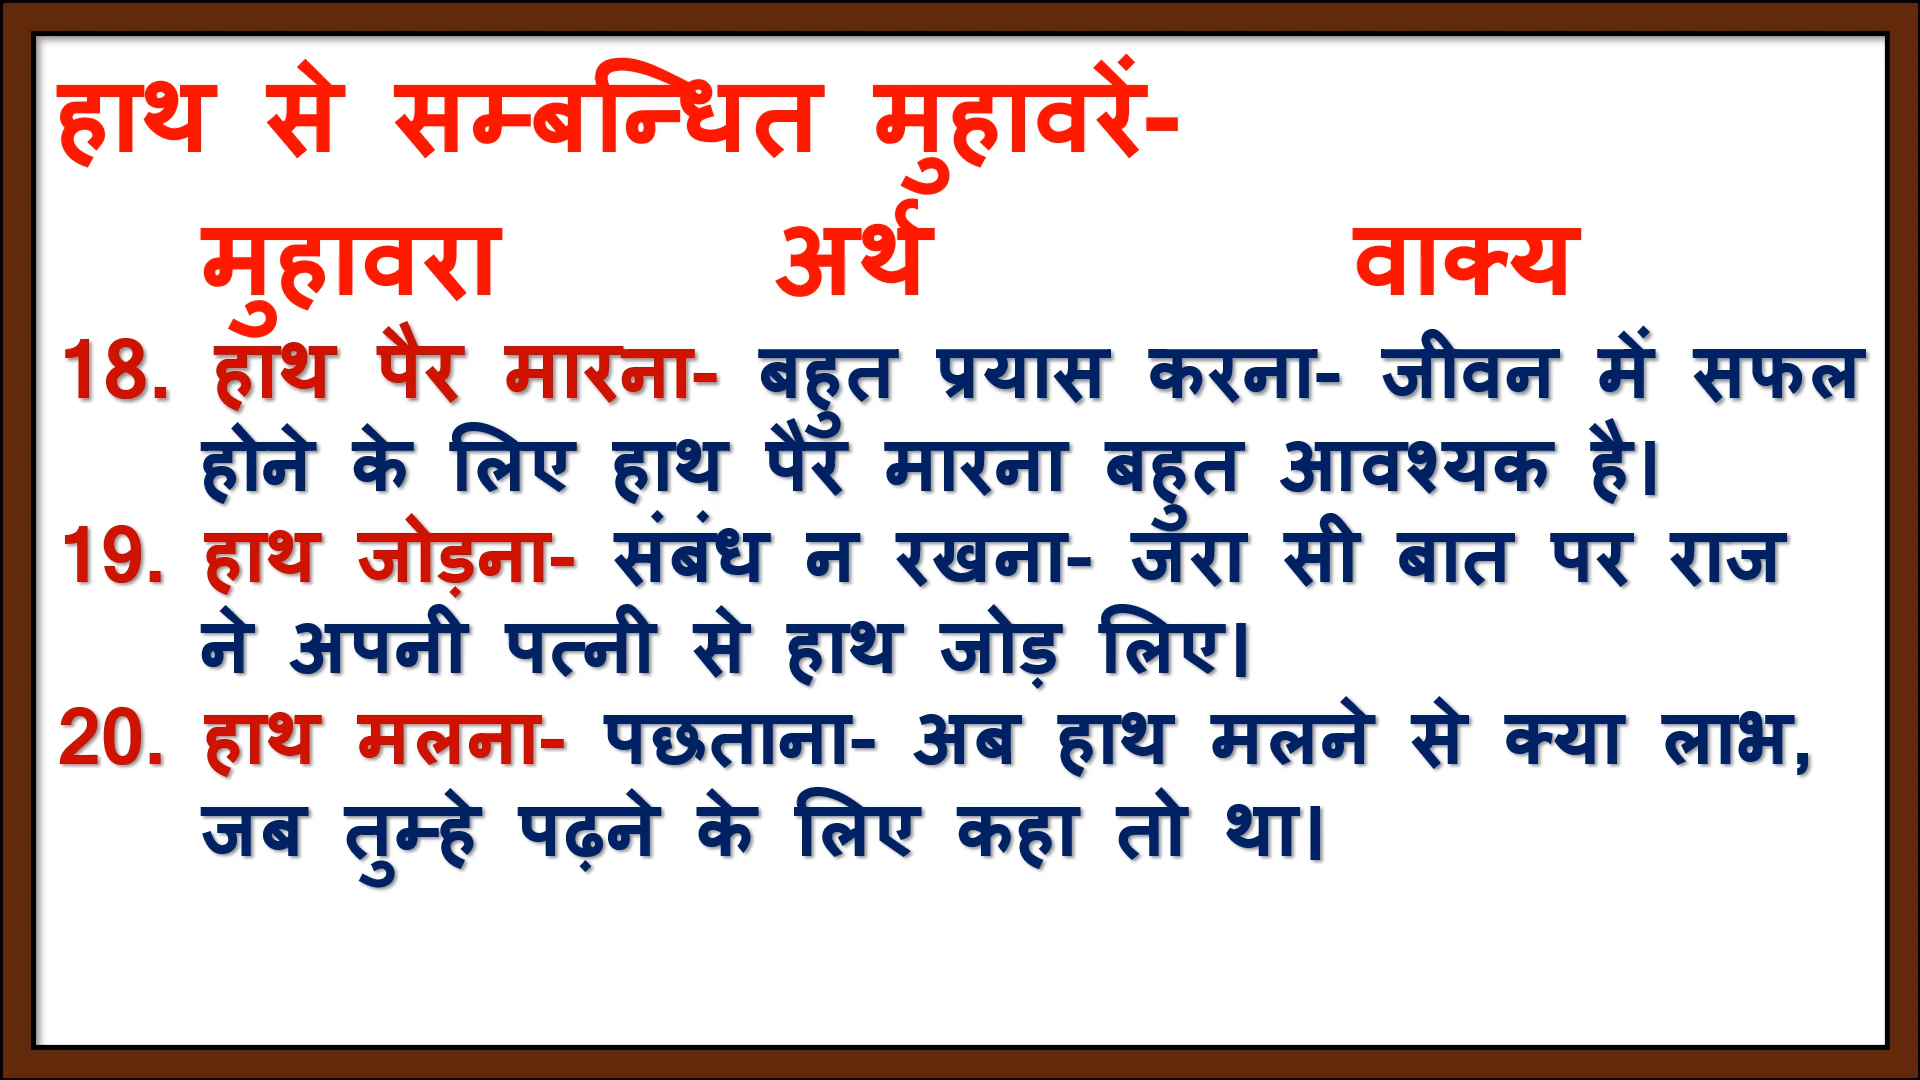 हाथ से सम्बन्धित मुहावरें-
मुहावरा अर्थ वाक्य
18. हाथ पैर मारना- बहुत प्रयास करना- जीवन में सफल
होने के लिए हाथ पैर मारना बहुत आवश्यक है।
19. हाथ जोड़ना- संबंध न रखना- जरा सी बात पर राज
ने अपनी पत्नी से हाथ जोड़ लिए।
20. हाथ मलना- पछताना- अब हाथ मलने से क्या लाभ,
जब तुम्हे पढ़ने के लिए कहा तो था।